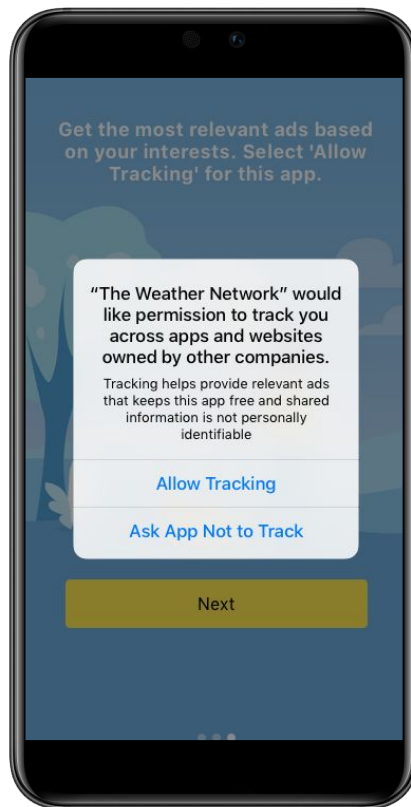 Get the most relevant ads based
on your interests. Select 'Allow
Tracking' for this app.
“The Weather Network” would
like permission to track you
across apps and websites
owned by other companies.
Tracking helps provide relevant ads
that keeps this app free and shared
information is not personally
identifiable
Allow Tracking
Ask App Not to Track
Next